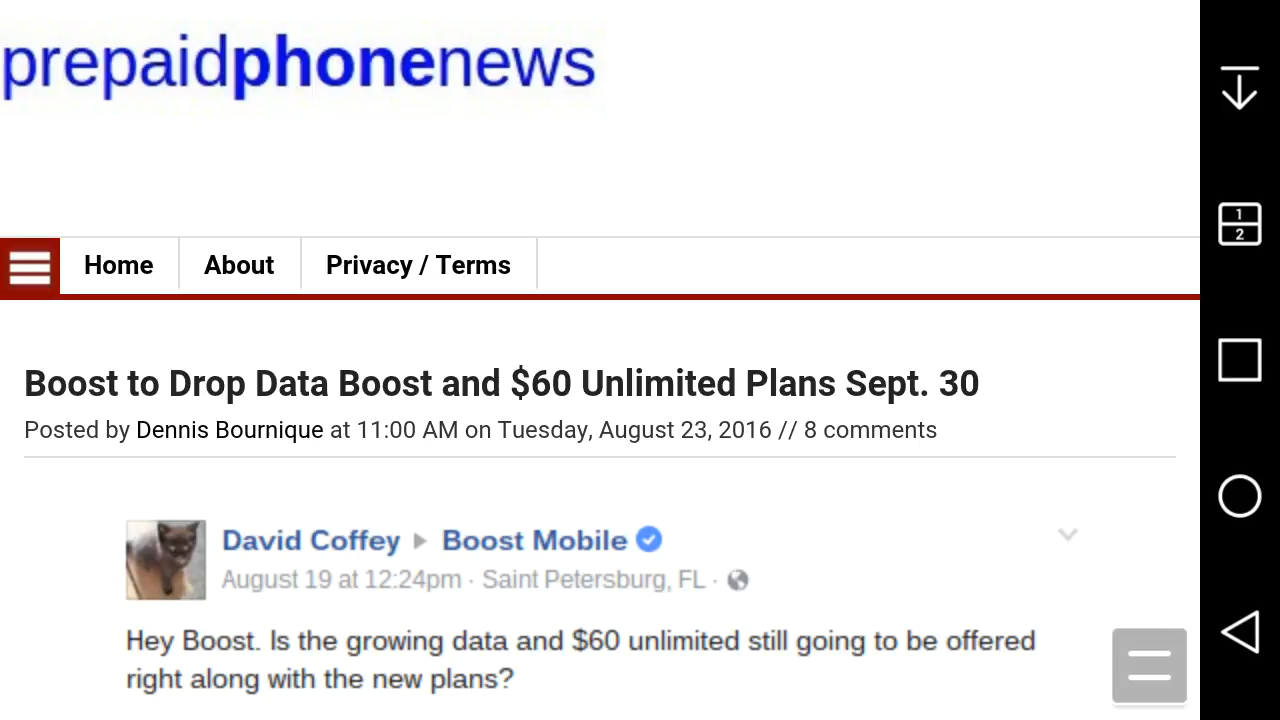 prepaidphonenews
Home
About
Privacy / Terms
Boost to Drop Data Boost and $60 Unlimited Plans Sept. 30
Posted by Dennis Bournique at 11:00 AM on Tuesday, August 23, 2016 // 8 comments
David Coffey ▸ Boost Mobile
August 19 at 12:24pm · Saint Petersburg, FL ·
Hey Boost. Is the growing data and $60 unlimited still going to be offered
right along with the new plans?
1
2